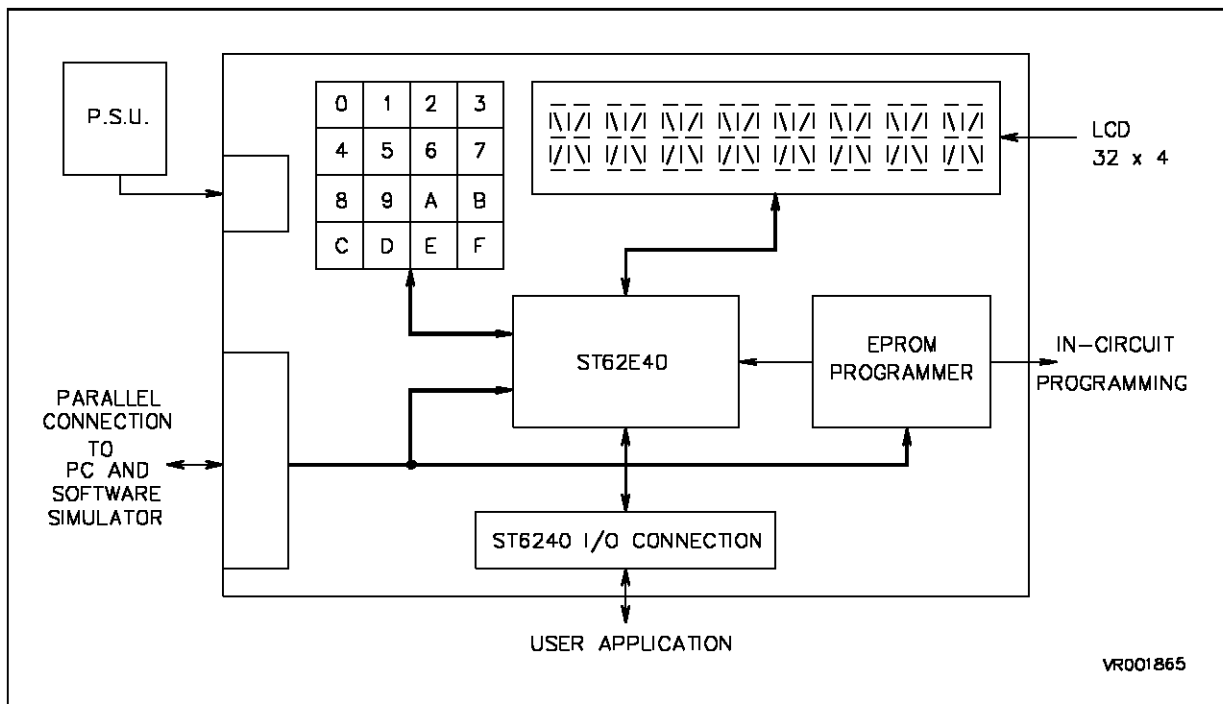 P.S.U.
0 1 2 3
4 5 6 7
8 9 A B
C D E F
LCD
32 x 4
ST62E40
EPROM
PROGRAMMER
IN-CIRCUIT
PROGRAMMING
PARALLEL
CONNECTION
TO
PC AND
SOFTWARE
SIMULATOR
ST6240 I/O CONNECTION
USER APPLICATION
VR001865